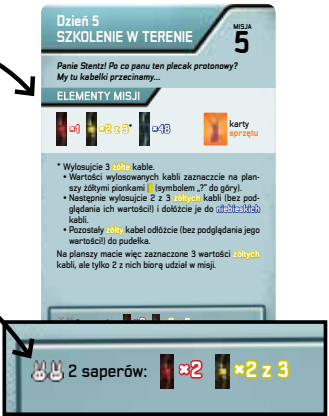 Dzień 5
SZKOLENIE W TERENIE
MISJA
5
Panie Stentz! Po co panu ten plecak protonowy?
My tu kabelki przecinamy...
ELEMENTY MISJI
×1
×2 z 3*
×48
karty
sprzętu
* Wylosujcie 3 żółte kable.
• Wartości wylosowanych kabli zaznaczcie na plan-
szy żółtymi pionkami (symbolem „?" do góry).
• Następnie wylosujcie 2 z 3 żółtych kabli (bez pod-
glądania ich wartości!) i dołóżcie je do niebieskich
kabli.
• Pozostały żółty kabel odłóżcie (bez podglądania jego
wartości!) do pudełka.
Na planszy macie więc zaznaczone 3 wartości żółtych
kabli, ale tylko 2 z nich biorą udział w misji.
2 saperów: ×2 ×2 z 3